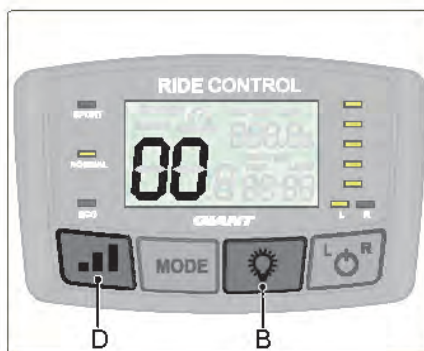 RIDE CONTROL
SPORT
NORMAL
ECO
00
L R
GIANT
MODE
L R
D B